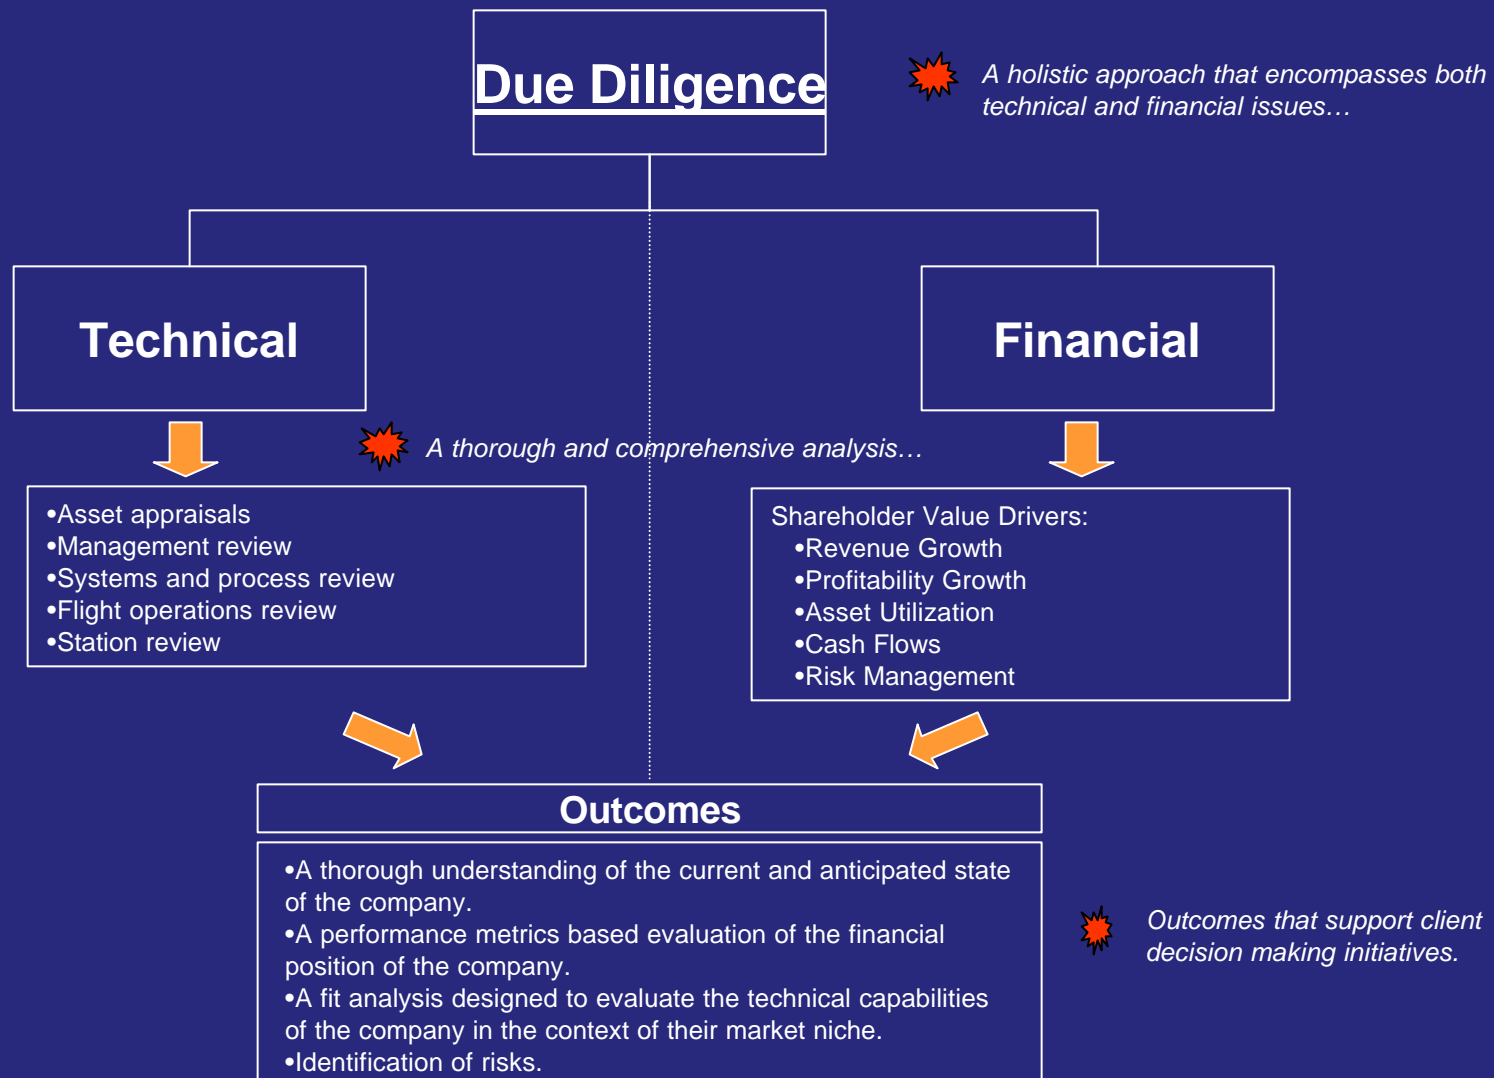 Due Diligence
A holistic approach that encompasses both
technical and financial issues…
Technical
Financial
A thorough and comprehensive analysis…
•Asset appraisals
•Management review
•Systems and process review
•Flight operations review
•Station review
Shareholder Value Drivers:
•Revenue Growth
•Profitability Growth
•Asset Utilization
•Cash Flows
•Risk Management
Outcomes
•A thorough understanding of the current and anticipated state
of the company.
•A performance metrics based evaluation of the financial
position of the company.
•A fit analysis designed to evaluate the technical capabilities
of the company in the context of their market niche.
•Identification of risks.
Outcomes that support client
decision making initiatives.